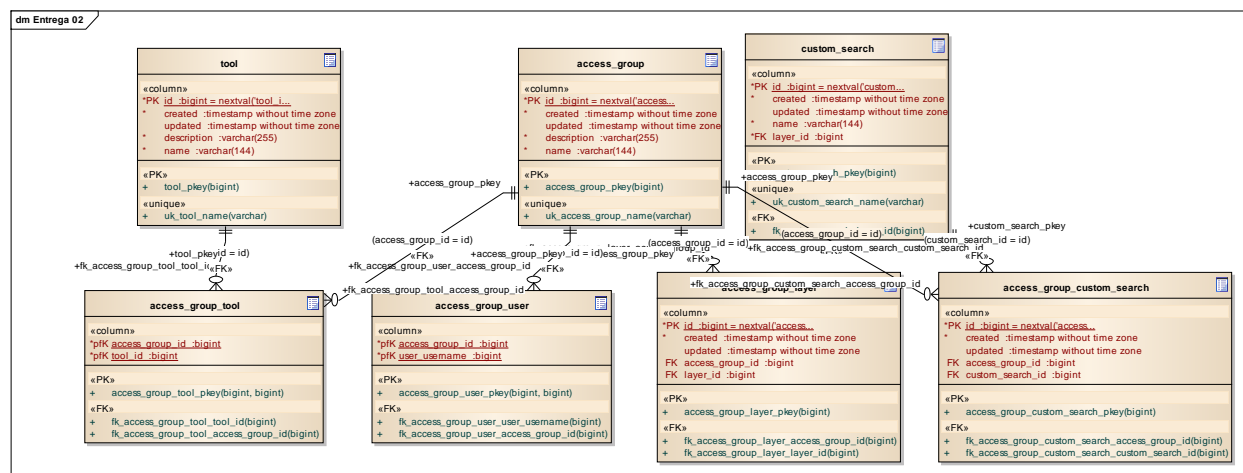 dm Entrega 02
tool
«column»
*PK id :bigint = nextval('tool_i...
* created :timestamp without time zone
updated :timestamp without time zone
* description :varchar(255)
* name :varchar(144)
«PK»
+ tool_pkey(bigint)
«unique»
+ uk_tool_name(varchar)
access_group
«column»
*PK id :bigint = nextval('access...
* created :timestamp without time zone
updated :timestamp without time zone
* description :varchar(255)
* name :varchar(144)
«PK»
+ access_group_pkey(bigint)
«unique»
+ uk_access_group_name(varchar)
custom_search
«column»
*PK id :bigint = nextval('custom...
* created :timestamp without time zone
updated :timestamp without time zone
* name :varchar(144)
*FK layer_id :bigint
«PK»
«unique»
+ uk_custom_search_name(varchar)
«FK»
+access_group_pkey
+access_group_pkey
(access_group_id = id)
«FK»
+fk_access_group_tool_access_group_id
+fk_access_group_user_access_group_id
+access_group_pkey
«FK»
(access_group_id = id)
«FK»
(access_group_id = id)
«FK»
+fk_access_group_custom_search_custom_search_id
+fk_access_group_custom_search_access_group_id
+custom_search_pkey
(custom_search_id = id)
«FK»
+tool_pkey
«FK»
access_group_tool
«column»
*pfK access_group_id :bigint
*pfK tool_id :bigint
«PK»
+ access_group_tool_pkey(bigint, bigint)
«FK»
+ fk_access_group_tool_tool_id(bigint)
+ fk_access_group_tool_access_group_id(bigint)
access_group_user
«column»
*pfK access_group_id :bigint
*pfK user_username :bigint
«PK»
+ access_group_user_pkey(bigint, bigint)
«FK»
+ fk_access_group_user_user_username(bigint)
+ fk_access_group_user_access_group_id(bigint)
access_group_layer
«column»
*PK id :bigint = nextval('access...
* created :timestamp without time zone
updated :timestamp without time zone
FK access_group_id :bigint
FK layer_id :bigint
«PK»
+ access_group_layer_pkey(bigint)
«FK»
+ fk_access_group_layer_access_group_id(bigint)
+ fk_access_group_layer_layer_id(bigint)
access_group_custom_search
«column»
*PK id :bigint = nextval('access...
* created :timestamp without time zone
updated :timestamp without time zone
FK access_group_id :bigint
FK custom_search_id :bigint
«PK»
+ access_group_custom_search_pkey(bigint)
«FK»
+ fk_access_group_custom_search_access_group_id(bigint)
+ fk_access_group_custom_search_custom_search_id(bigint)